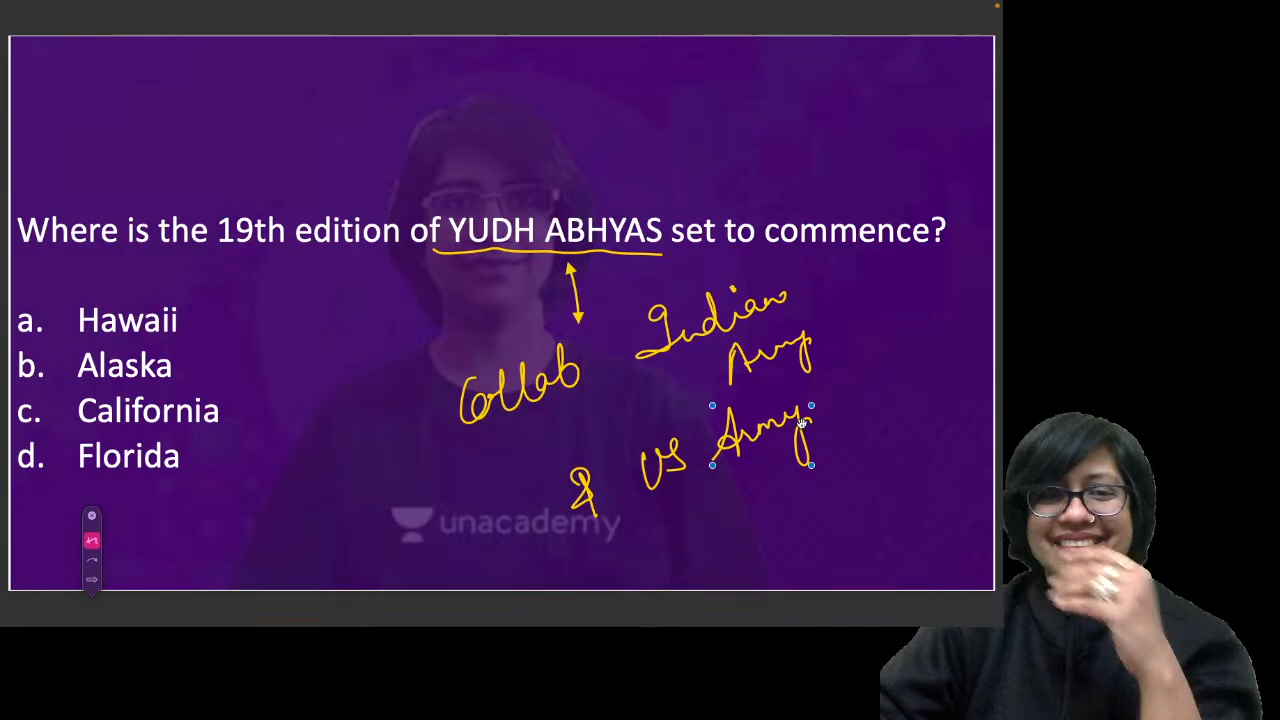 Where is the 19th edition of YUDH ABHYAS set to commence?
a. Hawaii
b. Alaska
c. California
d. Florida
Collab
Indian
Army
& US Army
unacademy